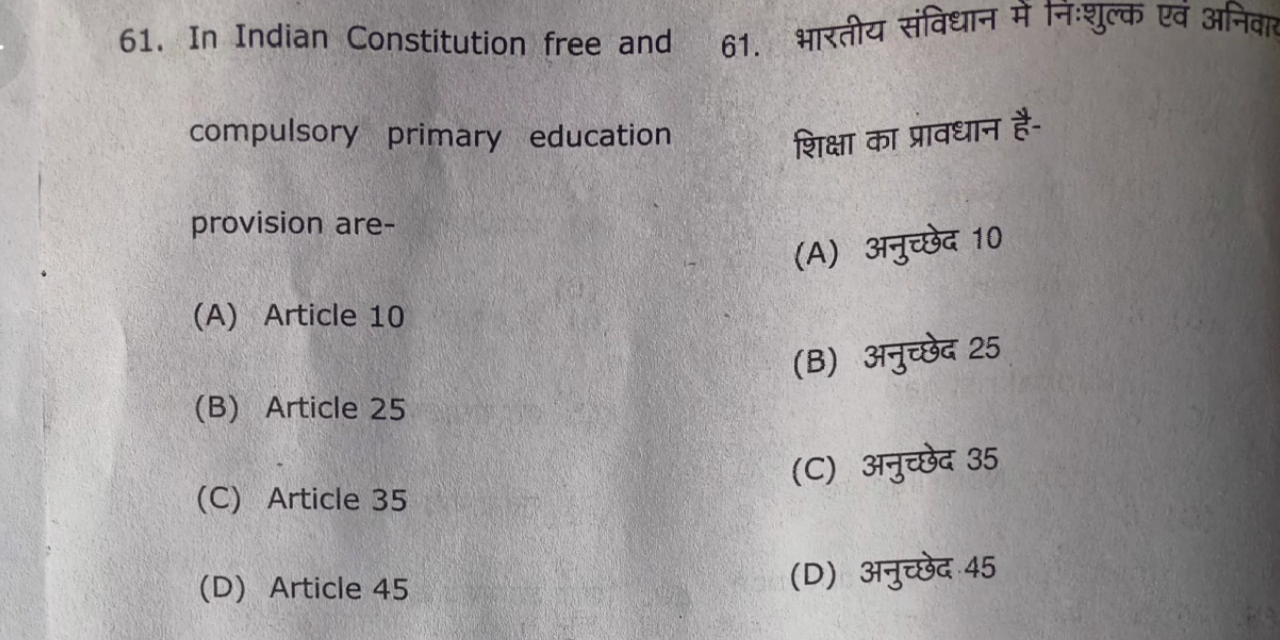 61. In Indian Constitution free and
compulsory primary education
provision are-
(A) Article 10
(B) Article 25
(C) Article 35
(D) Article 45
61. भारतीय संविधान में निःशुल्क एवं
शिक्षा का प्रावधान है-
(A) अनुच्छेद 10
(B) अनुच्छेद 25
(C) अनुच्छेद 35
(D) अनुच्छेद 45